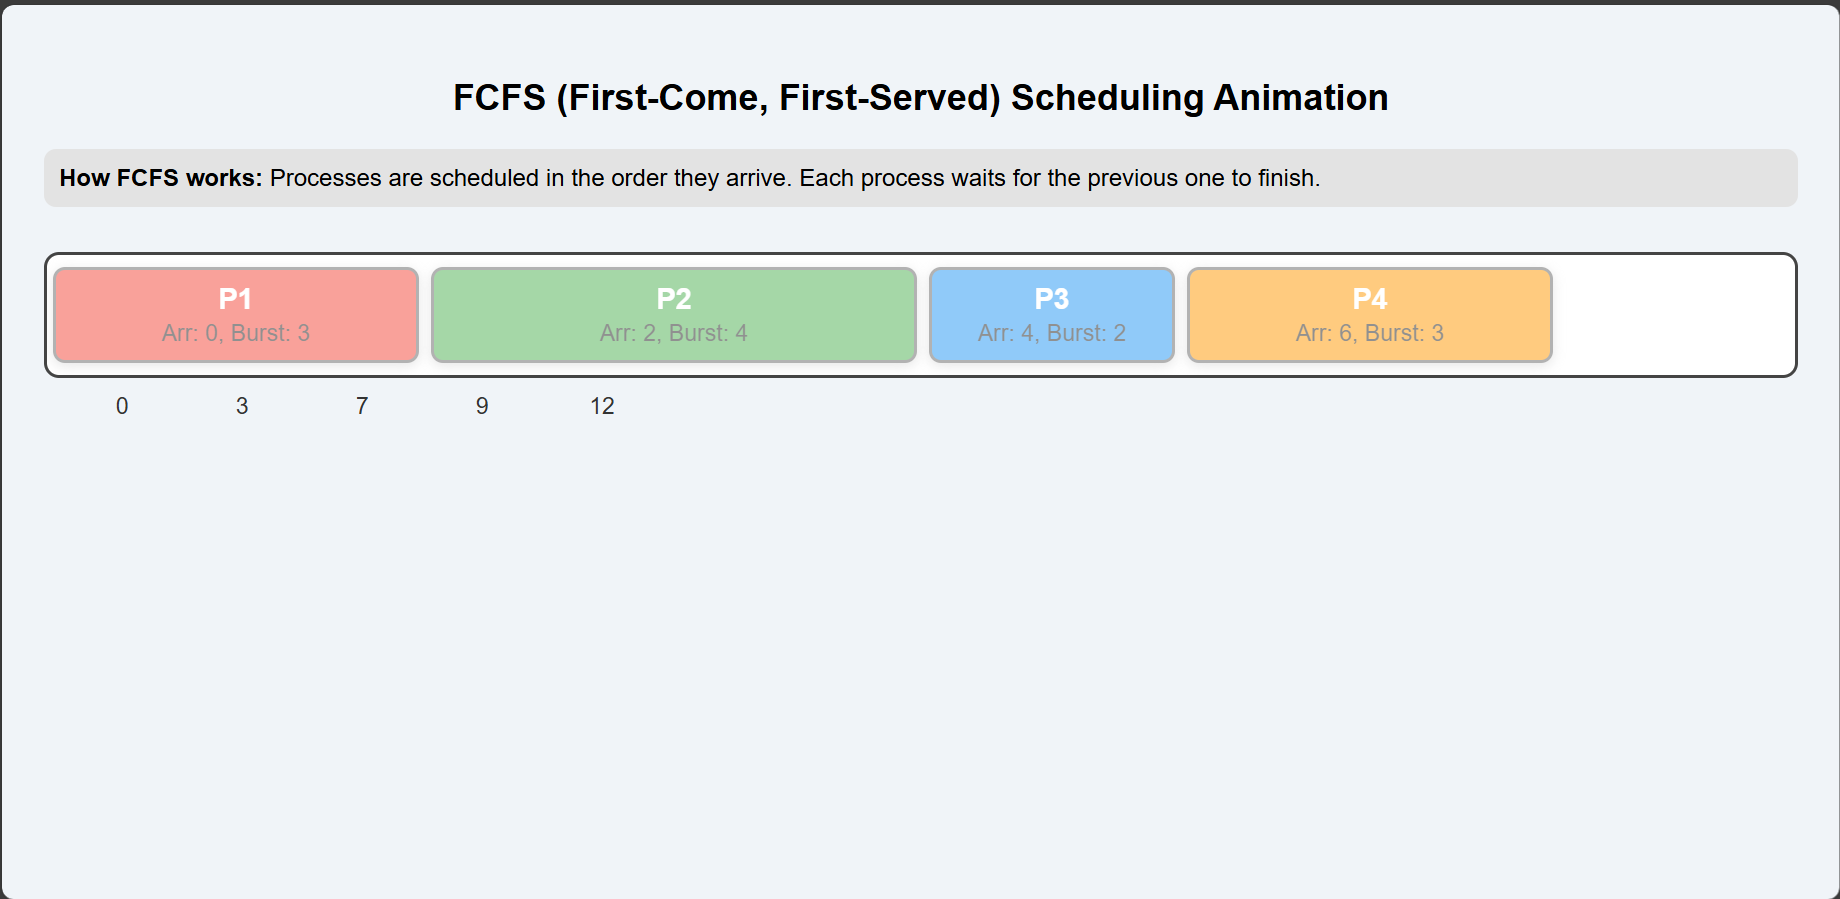 FCFS (First-Come, First-Served) Scheduling Animation
How FCFS works: Processes are scheduled in the order they arrive. Each process waits for the previous one to finish.
P1
Arr: 0, Burst: 3
P2
Arr: 2, Burst: 4
P3
Arr: 4, Burst: 2
P4
Arr: 6, Burst: 3
0 3 7 9 12